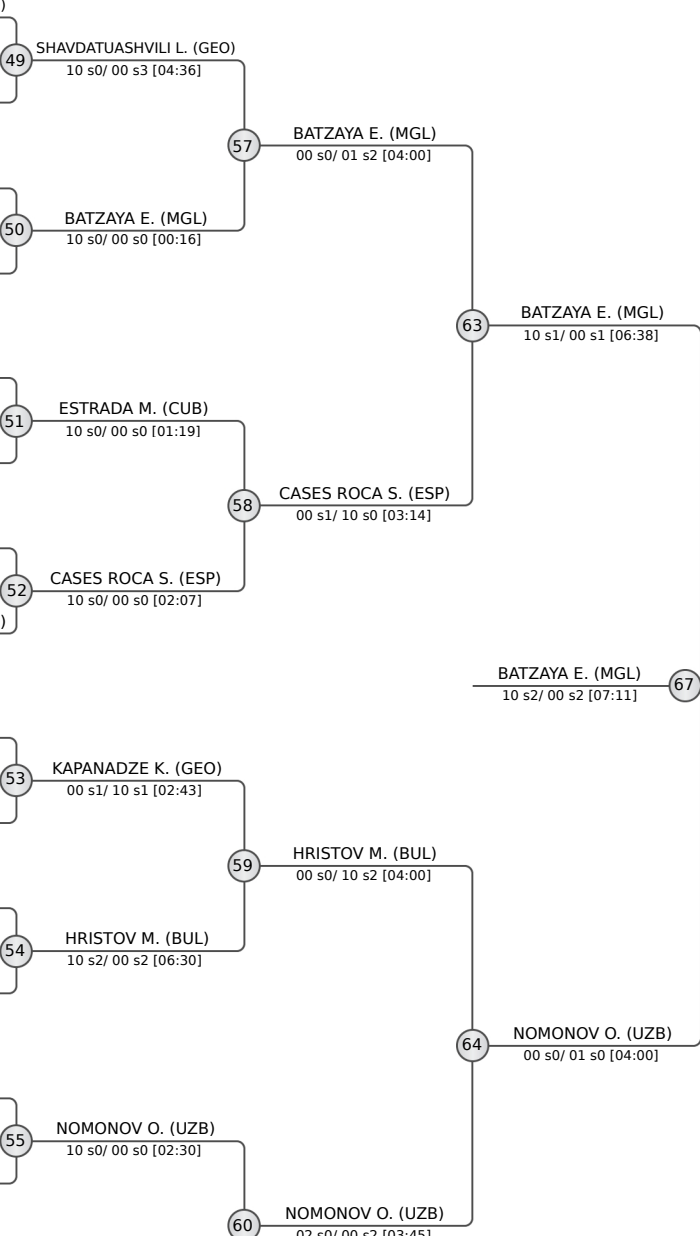 )
49
SHAVDATUASHVILI L. (GEO)
10 s0/ 00 s3 [04:36]
57
BATZAYA E. (MGL)
00 s0/ 01 s2 [04:00]
50
BATZAYA E. (MGL)
10 s0/ 00 s0 [00:16]
63
BATZAYA E. (MGL)
10 s1/ 00 s1 [06:38]
51
ESTRADA M. (CUB)
10 s0/ 00 s0 [01:19]
58
CASES ROCA S. (ESP)
00 s1/ 10 s0 [03:14]
52
CASES ROCA S. (ESP)
10 s0/ 00 s0 [02:07]
)
BATZAYA E. (MGL)
10 s2/ 00 s2 [07:11]
67
53
KAPANADZE K. (GEO)
00 s1/ 10 s1 [02:43]
59
HRISTOV M. (BUL)
00 s0/ 10 s2 [04:00]
54
HRISTOV M. (BUL)
10 s2/ 00 s2 [06:30]
64
NOMONOV O. (UZB)
00 s0/ 01 s0 [04:00]
55
NOMONOV O. (UZB)
10 s0/ 00 s0 [02:30]
60
NOMONOV O. (UZB)
02 s0/ 00 s2 [03:45]